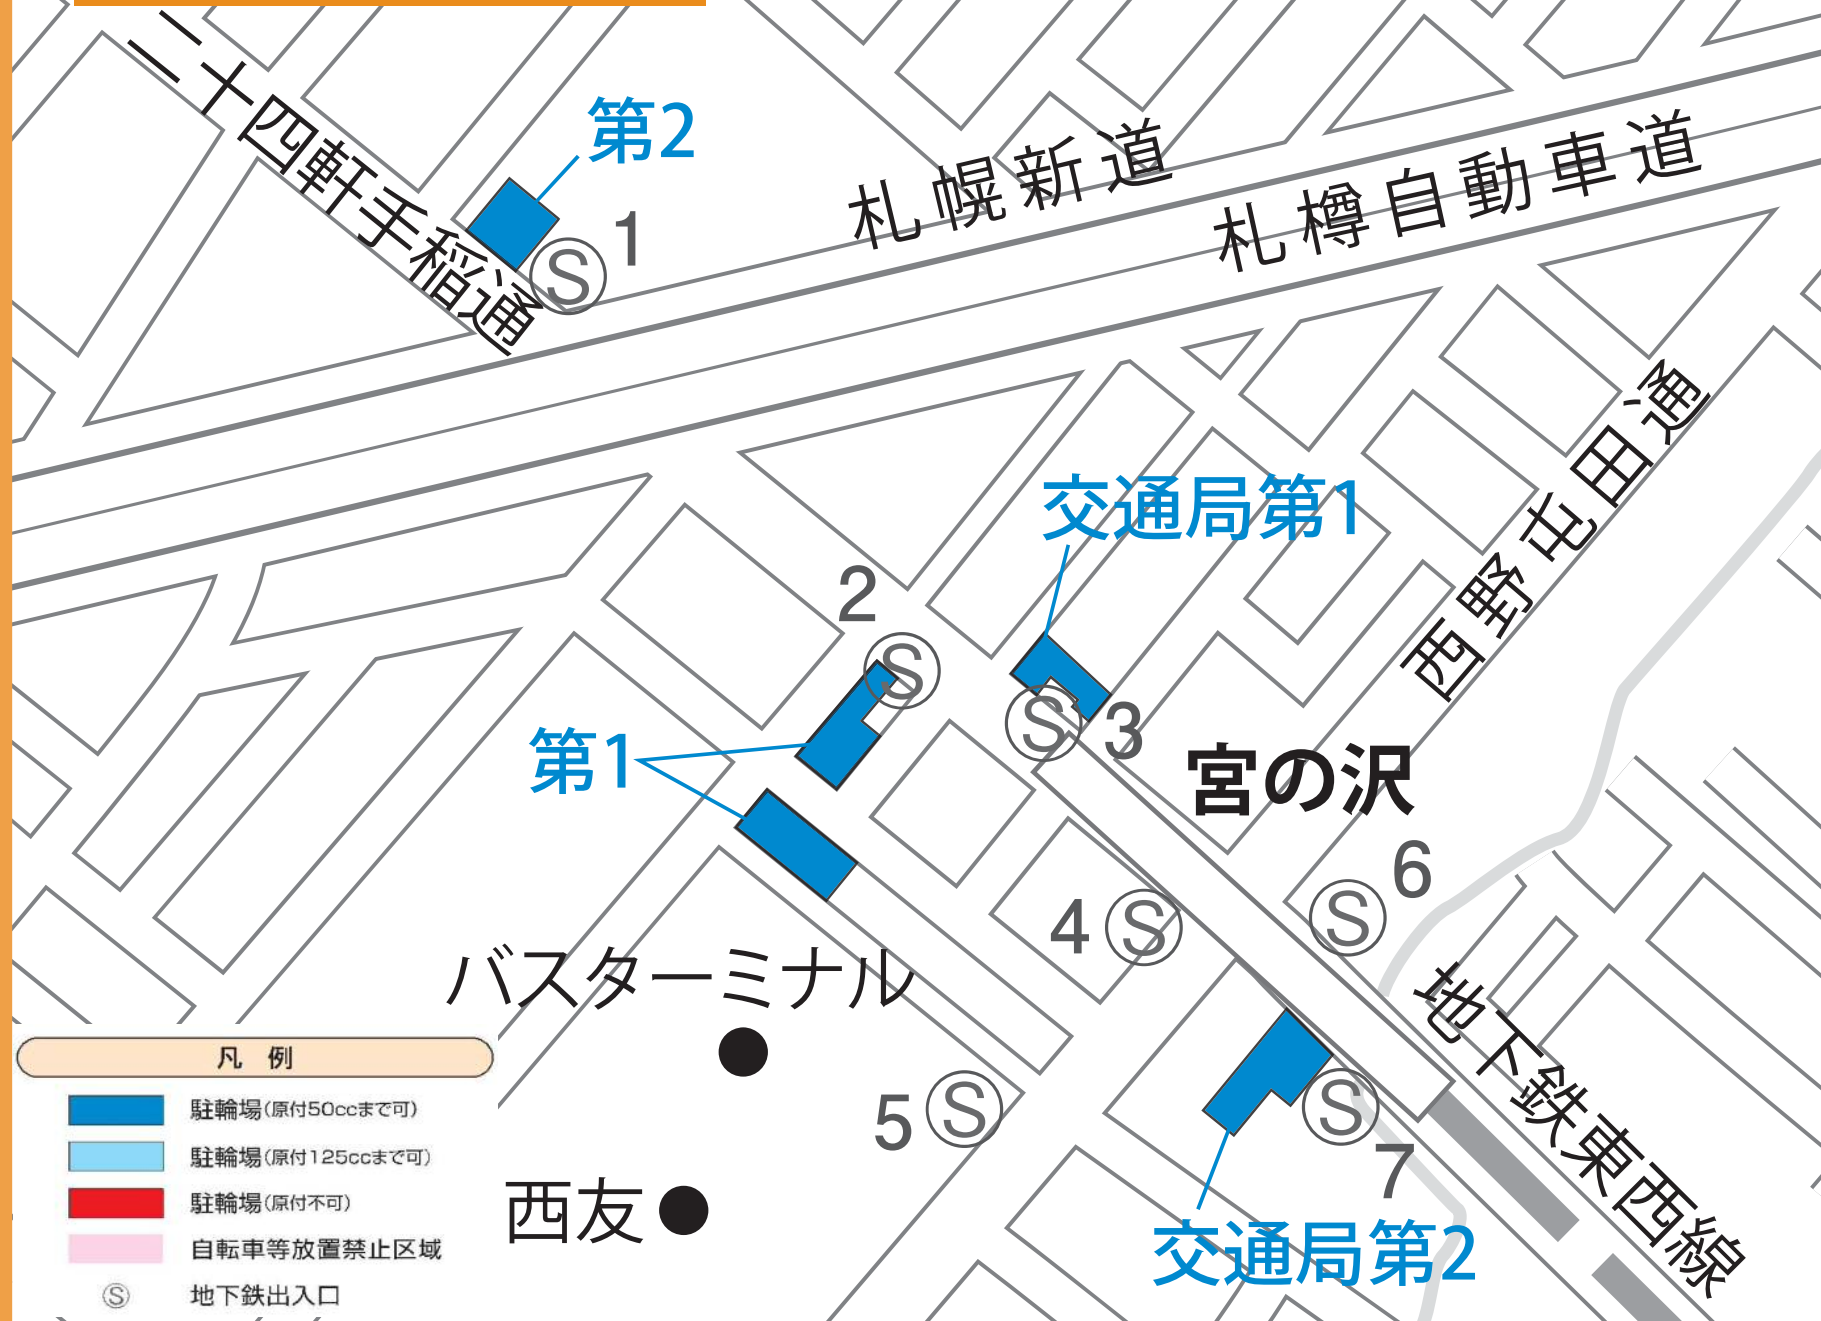 二十四軒手稲通
第2
1
札幌新道
札樽自動車道
西野屯田通
交通局第1
2
3
第1
宮の沢
6
4
バスターミナル
地下鉄東西線
5
7
西友
交通局第2
凡 例
駐輪場(原付50ccまで可)
駐輪場(原付125ccまで可)
駐輪場(原付不可)
自転車等放置禁止区域
Ⓢ 地下鉄出入口
Ⓢ
Ⓢ
Ⓢ
Ⓢ
Ⓢ
Ⓢ
Ⓢ